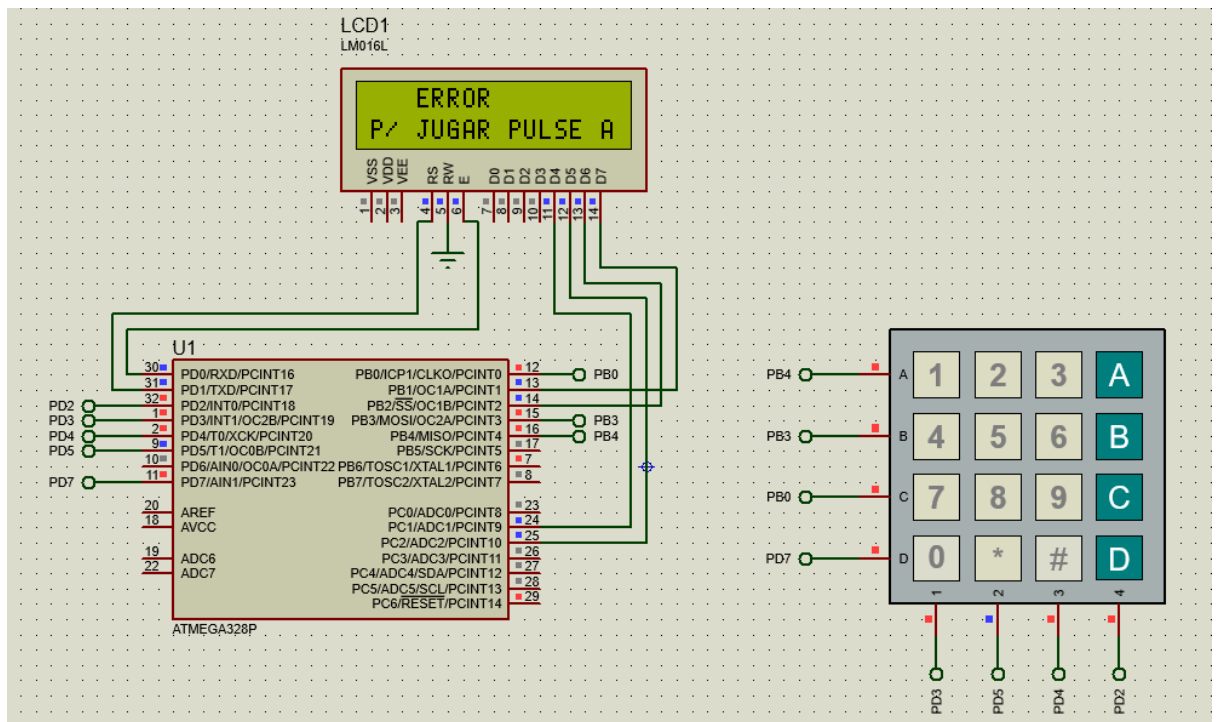 LCD1
LM016L
ERROR
P/ JUGAR PULSE A
VSS
VDD
VEE
RS
RW
E
D0
D1
D2
D3
D4
D5
D6
D7
1
2
3
4
5
6
7
8
9
10
11
12
13
14
U1
30 PD0/RXD/PCINT16 PB0/ICP1/CLKO/PCINT0 12 PB0
31 PD1/TXD/PCINT17 PB1/OC1A/PCINT1 13
PD2 32 PD2/INT0/PCINT18 PB2/SS/OC1B/PCINT2 14
PD3 1 PD3/INT1/OC2B/PCINT19 PB3/MOSI/OC2A/PCINT3 15 PB3
PD4 2 PD4/T0/XCK/PCINT20 PB4/MISO/PCINT4 16 PB4
PD5 9 PD5/T1/OC0B/PCINT21 PB5/SCK/PCINT5 17
10 PD6/AIN0/OC0A/PCINT22 PB6/TOSC1/XTAL1/PCINT6 7
PD7 11 PD7/AIN1/PCINT23 PB7/TOSC2/XTAL2/PCINT7 8
20 AREF PC0/ADC0/PCINT8 23
18 AVCC PC1/ADC1/PCINT9 24
PC2/ADC2/PCINT10 25
19 ADC6 PC3/ADC3/PCINT11 26
22 ADC7 PC4/ADC4/SDA/PCINT12 27
PC5/ADC5/SCL/PCINT13 28
PC6/RESET/PCINT14 29
ATMEGA328P
PB4 A 1 2 3 A
PB3 B 4 5 6 B
PB0 C 7 8 9 C
PD7 D 0 * # D
1 2 3 4
PD3 PD5 PD4 PD2